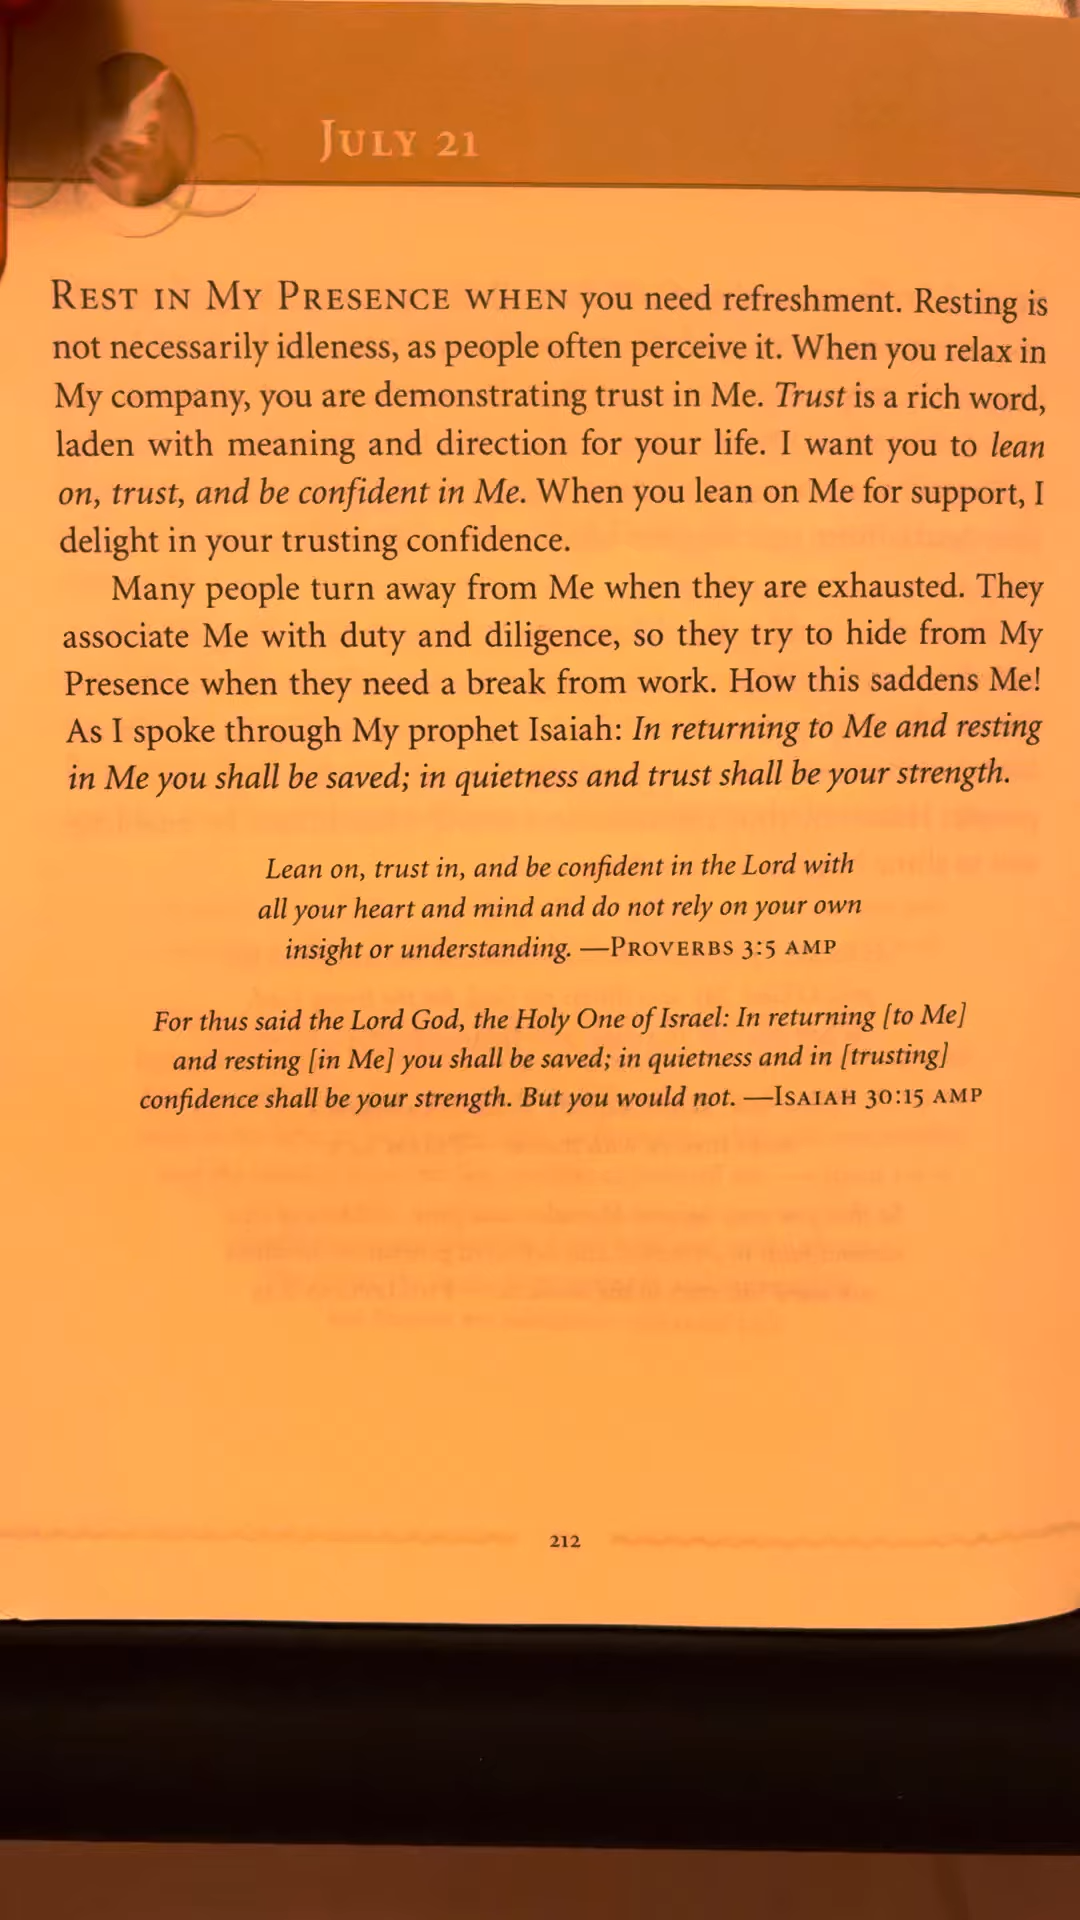 July 21
Rest in My Presence when you need refreshment. Resting is
not necessarily idleness, as people often perceive it. When you relax in
My company, you are demonstrating trust in Me. Trust is a rich word,
laden with meaning and direction for your life. I want you to lean
on, trust, and be confident in Me. When you lean on Me for support, I
delight in your trusting confidence.
Many people turn away from Me when they are exhausted. They
associate Me with duty and diligence, so they try to hide from My
Presence when they need a break from work. How this saddens Me!
As I spoke through My prophet Isaiah: In returning to Me and resting
in Me you shall be saved; in quietness and trust shall be your strength.
Lean on, trust in, and be confident in the Lord with
all your heart and mind and do not rely on your own
insight or understanding. —Proverbs 3:5 AMP
For thus said the Lord God, the Holy One of Israel: In returning [to Me]
and resting [in Me] you shall be saved; in quietness and in [trusting]
confidence shall be your strength. But you would not. —Isaiah 30:15 AMP
212